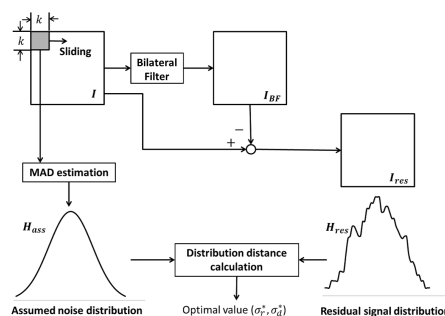 k
k
Sliding
I
Bilateral
Filter
I_BF
−
+
I_res
MAD estimation
H_ass
H_res
Distribution distance
calculation
Assumed noise distribution
Optimal value (σ_r^*, σ_d^*)
Residual signal distribution